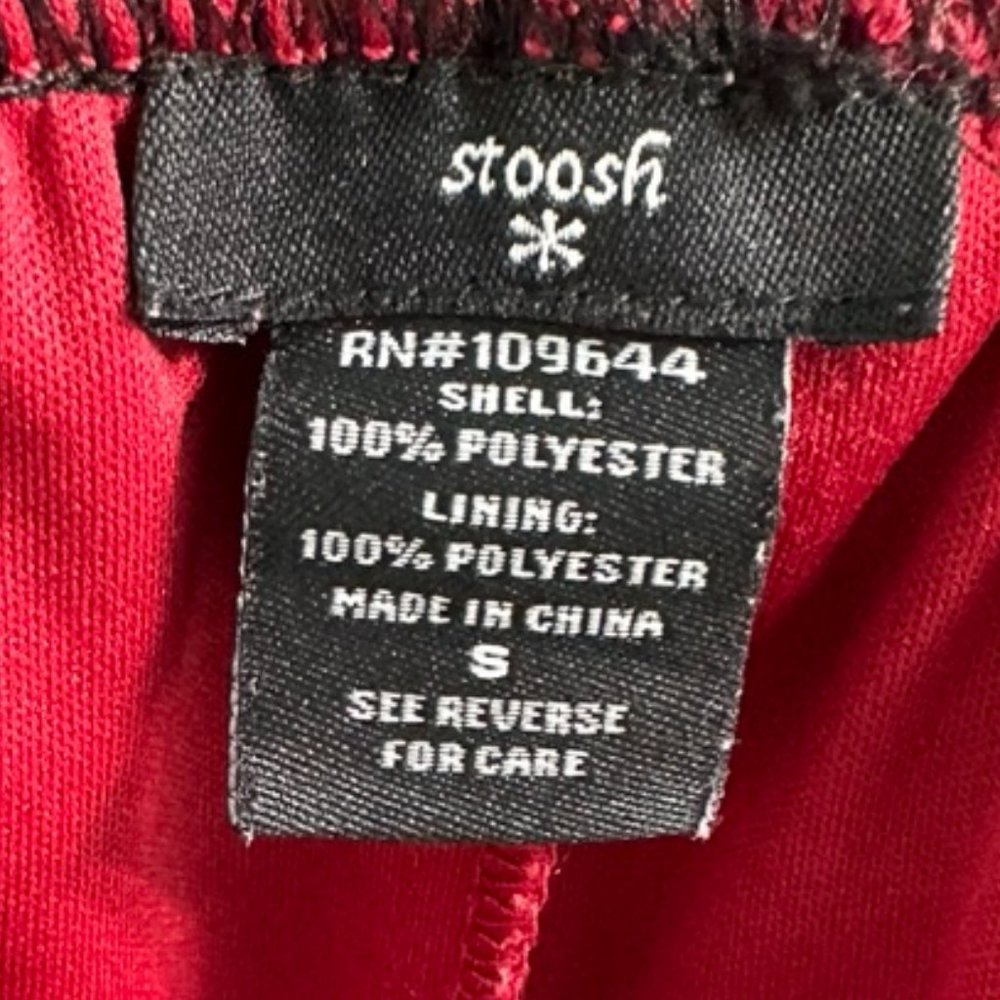 stoosh
RN#109644
SHELL:
100% POLYESTER
LINING:
100% POLYESTER
MADE IN CHINA
S
SEE REVERSE
FOR CARE